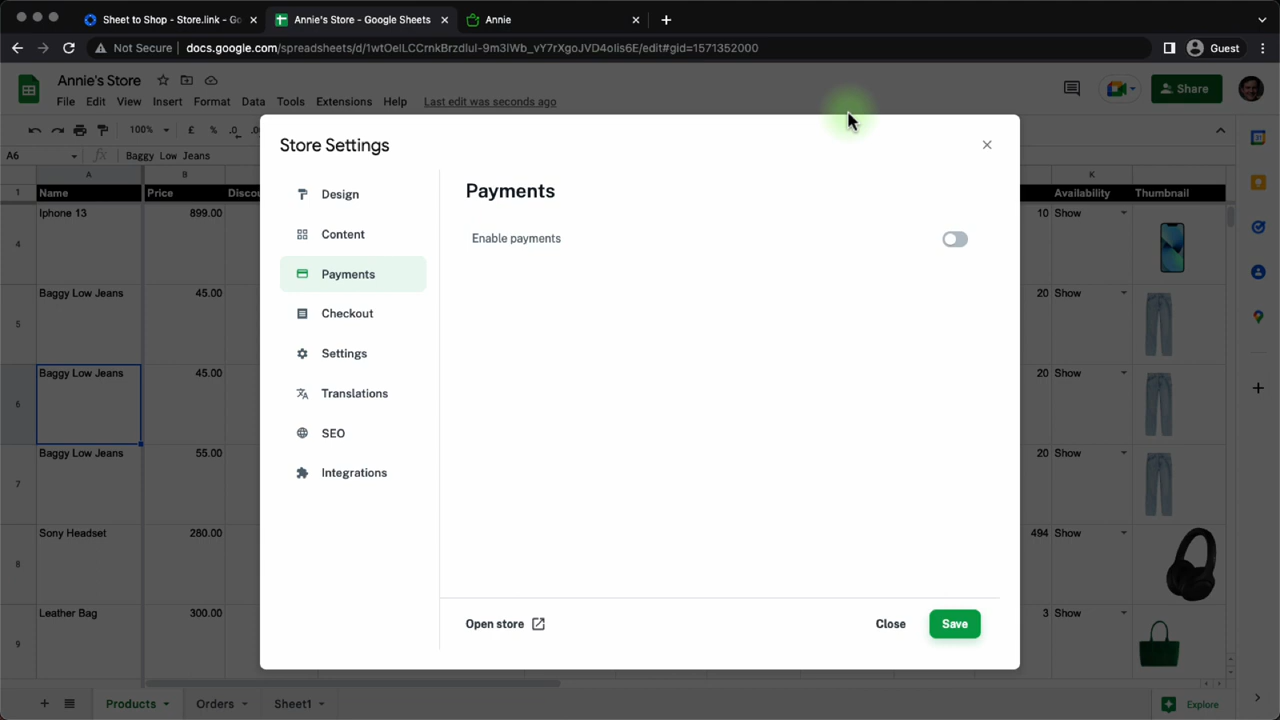 Sheet to Shop - Store.link - Go
Annie's Store - Google Sheets
Annie
Not Secure
docs.google.com/spreadsheets/d/1wtOelLCCrnkBrzdlul-9m3IWb_vY7rXgoJVD4oIis6E/edit#gid=1571352000
Guest
Annie's Store
File Edit View Insert Format Data Tools Extensions Help Last edit was seconds ago
Share
100% £ % .0
A6 fx Baggy Low Jeans
A B K
1 Name Price Discou Availability Thumbnail
4 Iphone 13 899.00 10 Show
5 Baggy Low Jeans 45.00 20 Show
6 Baggy Low Jeans 45.00 20 Show
7 Baggy Low Jeans 55.00 20 Show
8 Sony Headset 280.00 494 Show
9 Leather Bag 300.00 3 Show
Store Settings
Design
Content
Payments
Checkout
Settings
Translations
SEO
Integrations
Payments
Enable payments
Open store
Close
Save
Products
Orders
Sheet1
Explore